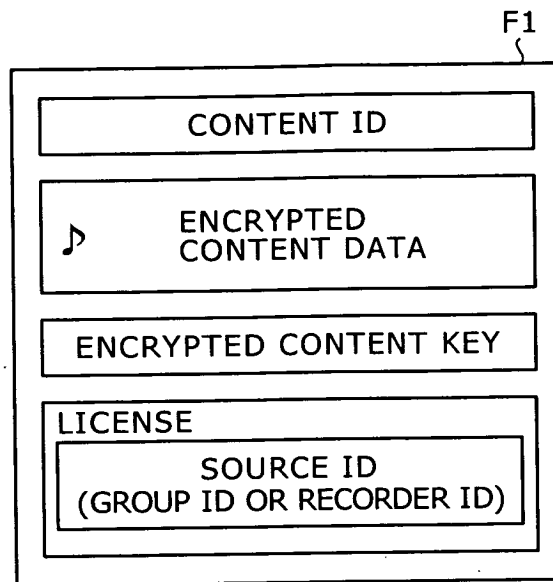 F1
CONTENT ID
ENCRYPTED
CONTENT DATA
ENCRYPTED CONTENT KEY
LICENSE
SOURCE ID
(GROUP ID OR RECORDER ID)